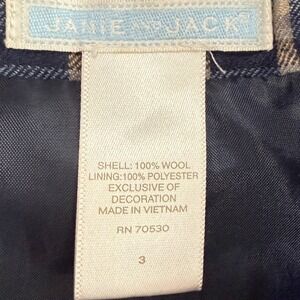 JANIE AND JACK
SHELL: 100% WOOL
LINING:100% POLYESTER
EXCLUSIVE OF
DECORATION
MADE IN VIETNAM
RN 70530
3